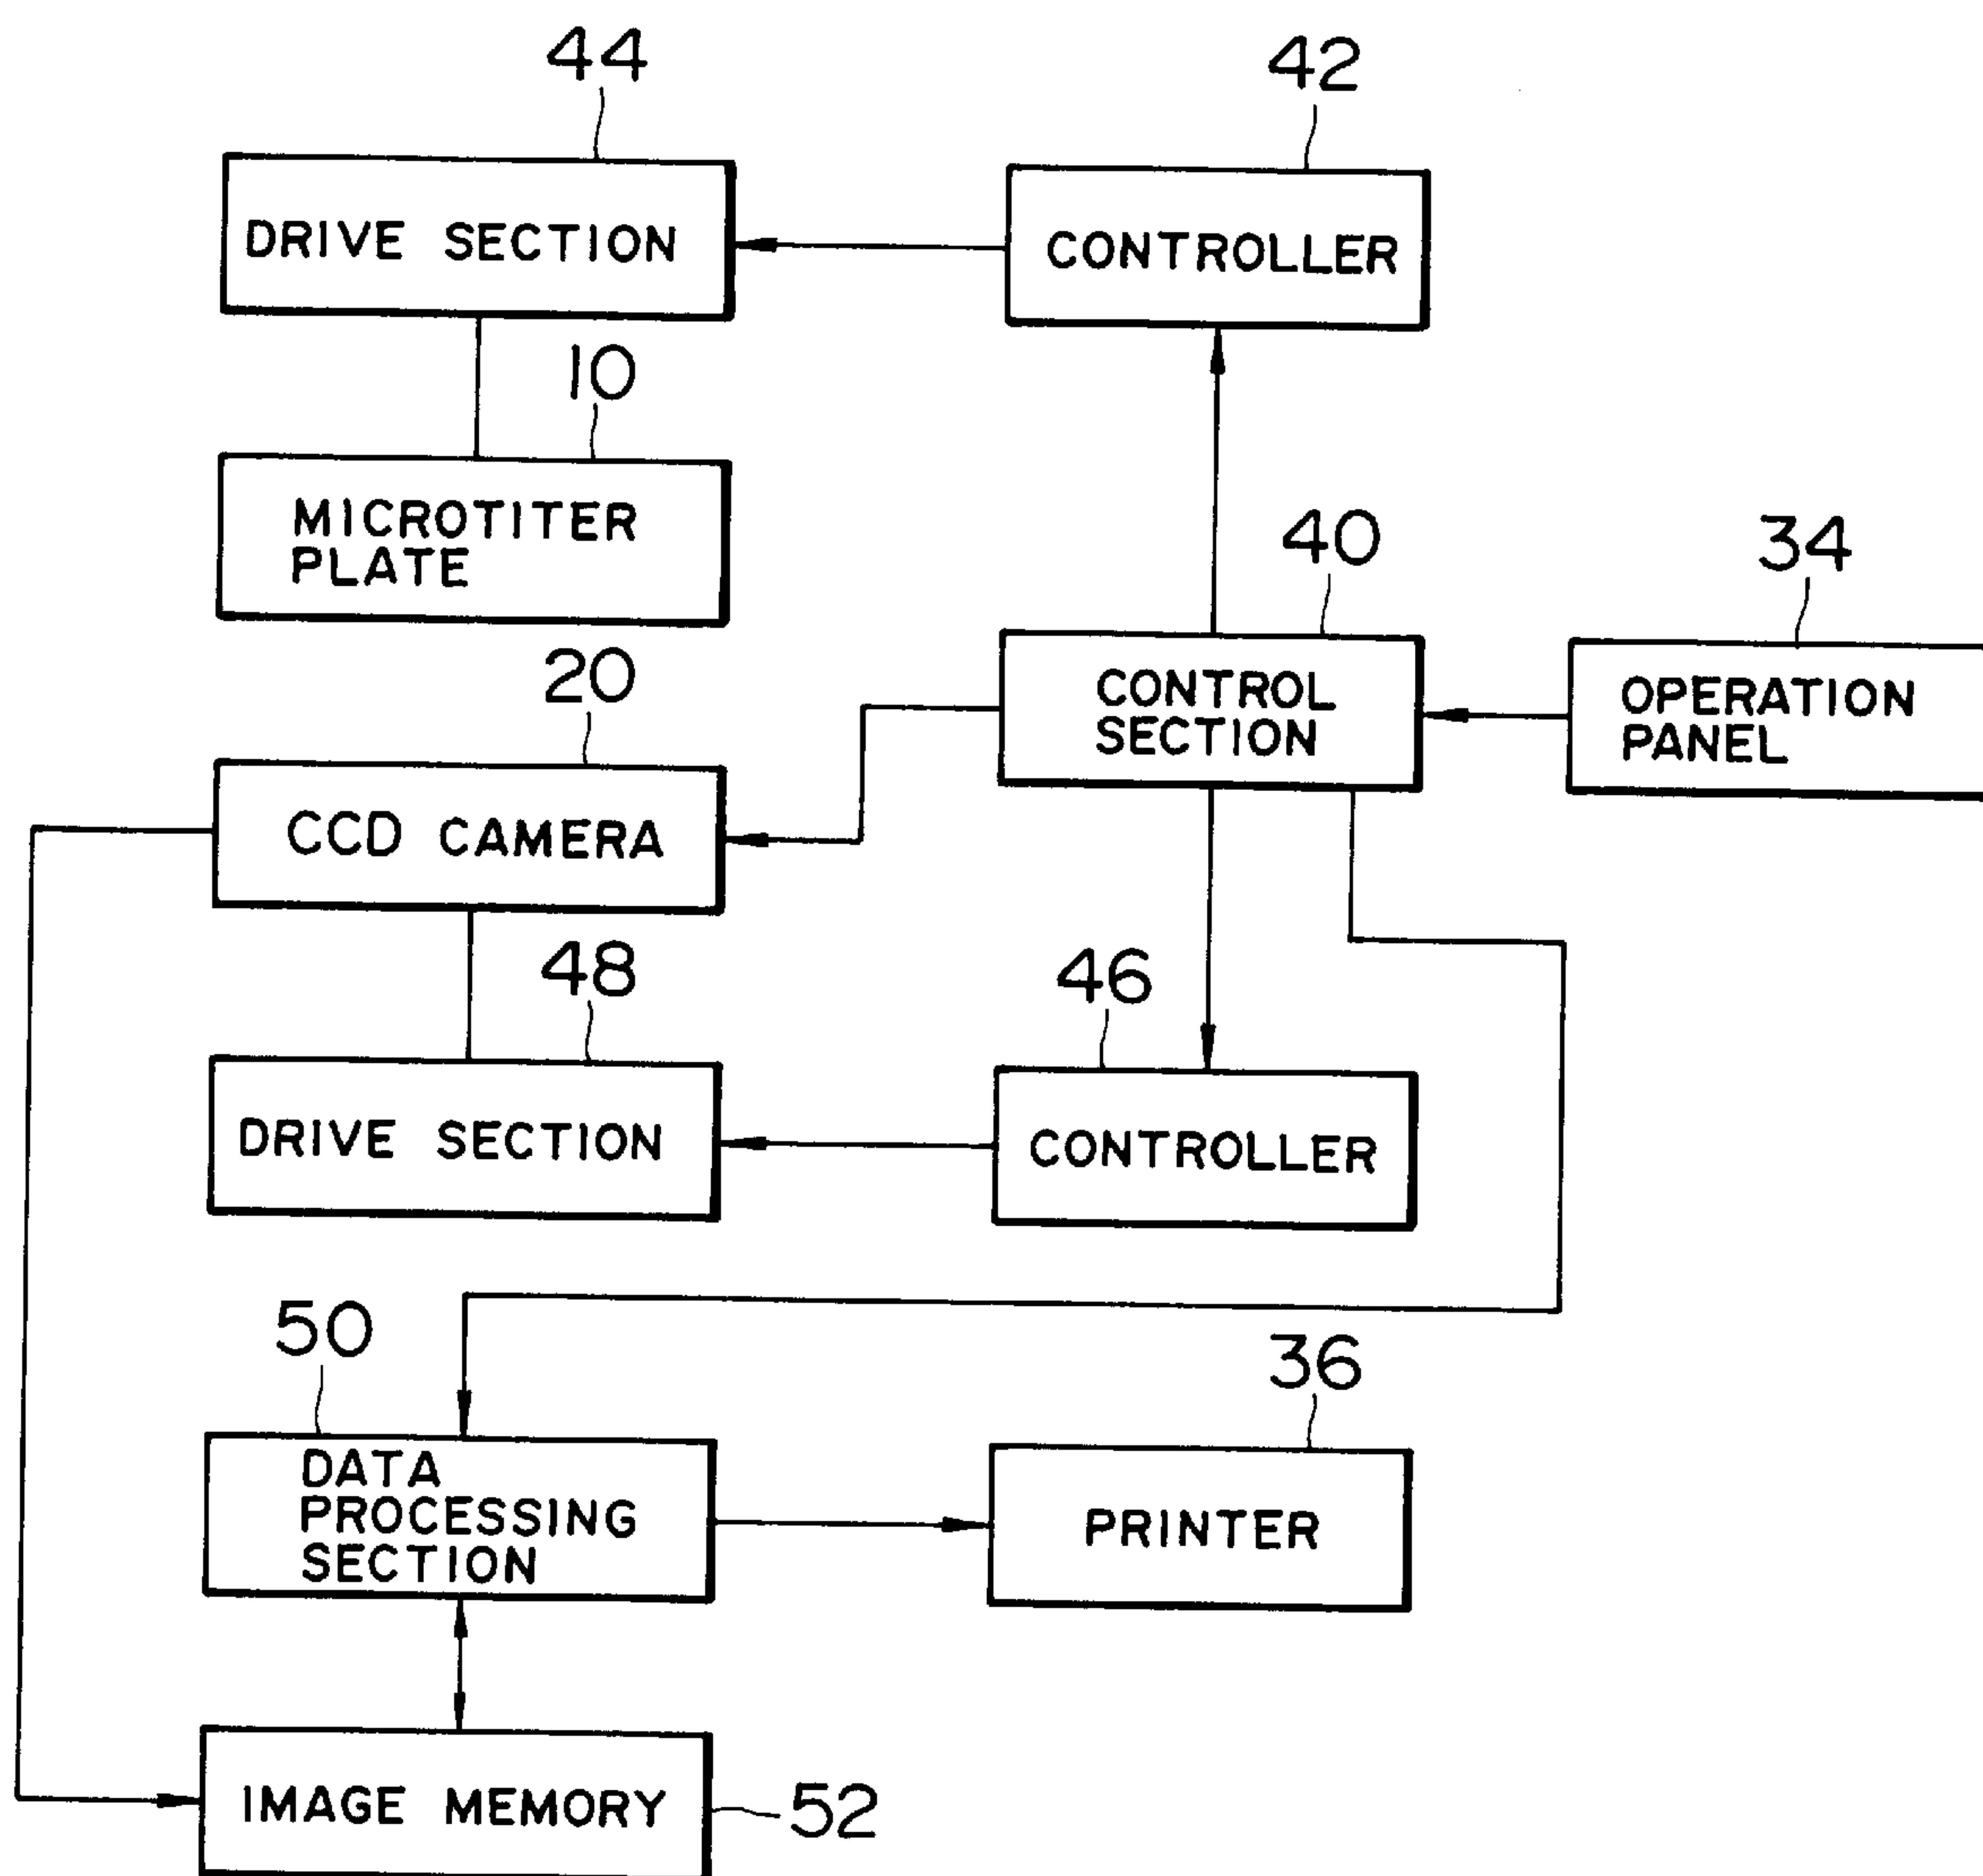 44
42
DRIVE SECTION
CONTROLLER
10
MICROTITER
PLATE
40
34
CONTROL
SECTION
OPERATION
PANEL
20
CCD CAMERA
48
46
DRIVE SECTION
CONTROLLER
50
36
DATA
PROCESSING
SECTION
PRINTER
IMAGE MEMORY
52